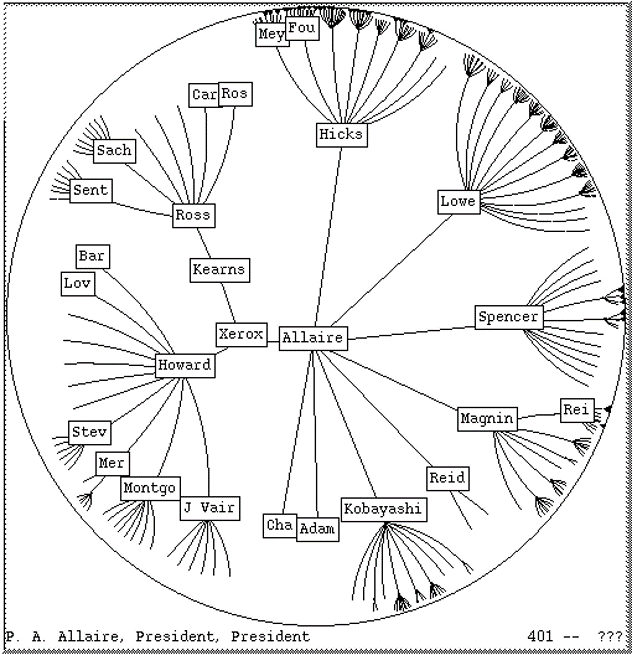 Mey
Fou
Car
Ros
Hicks
Sach
Sent
Ross
Lowe
Bar
Kearns
Lov
Spencer
Xerox
Allaire
Howard
Rei
Magnin
Stev
Mer
Reid
Montgo
J Vair
Kobayashi
Cha
Adam
P. A. Allaire, President, President
401 -- ???